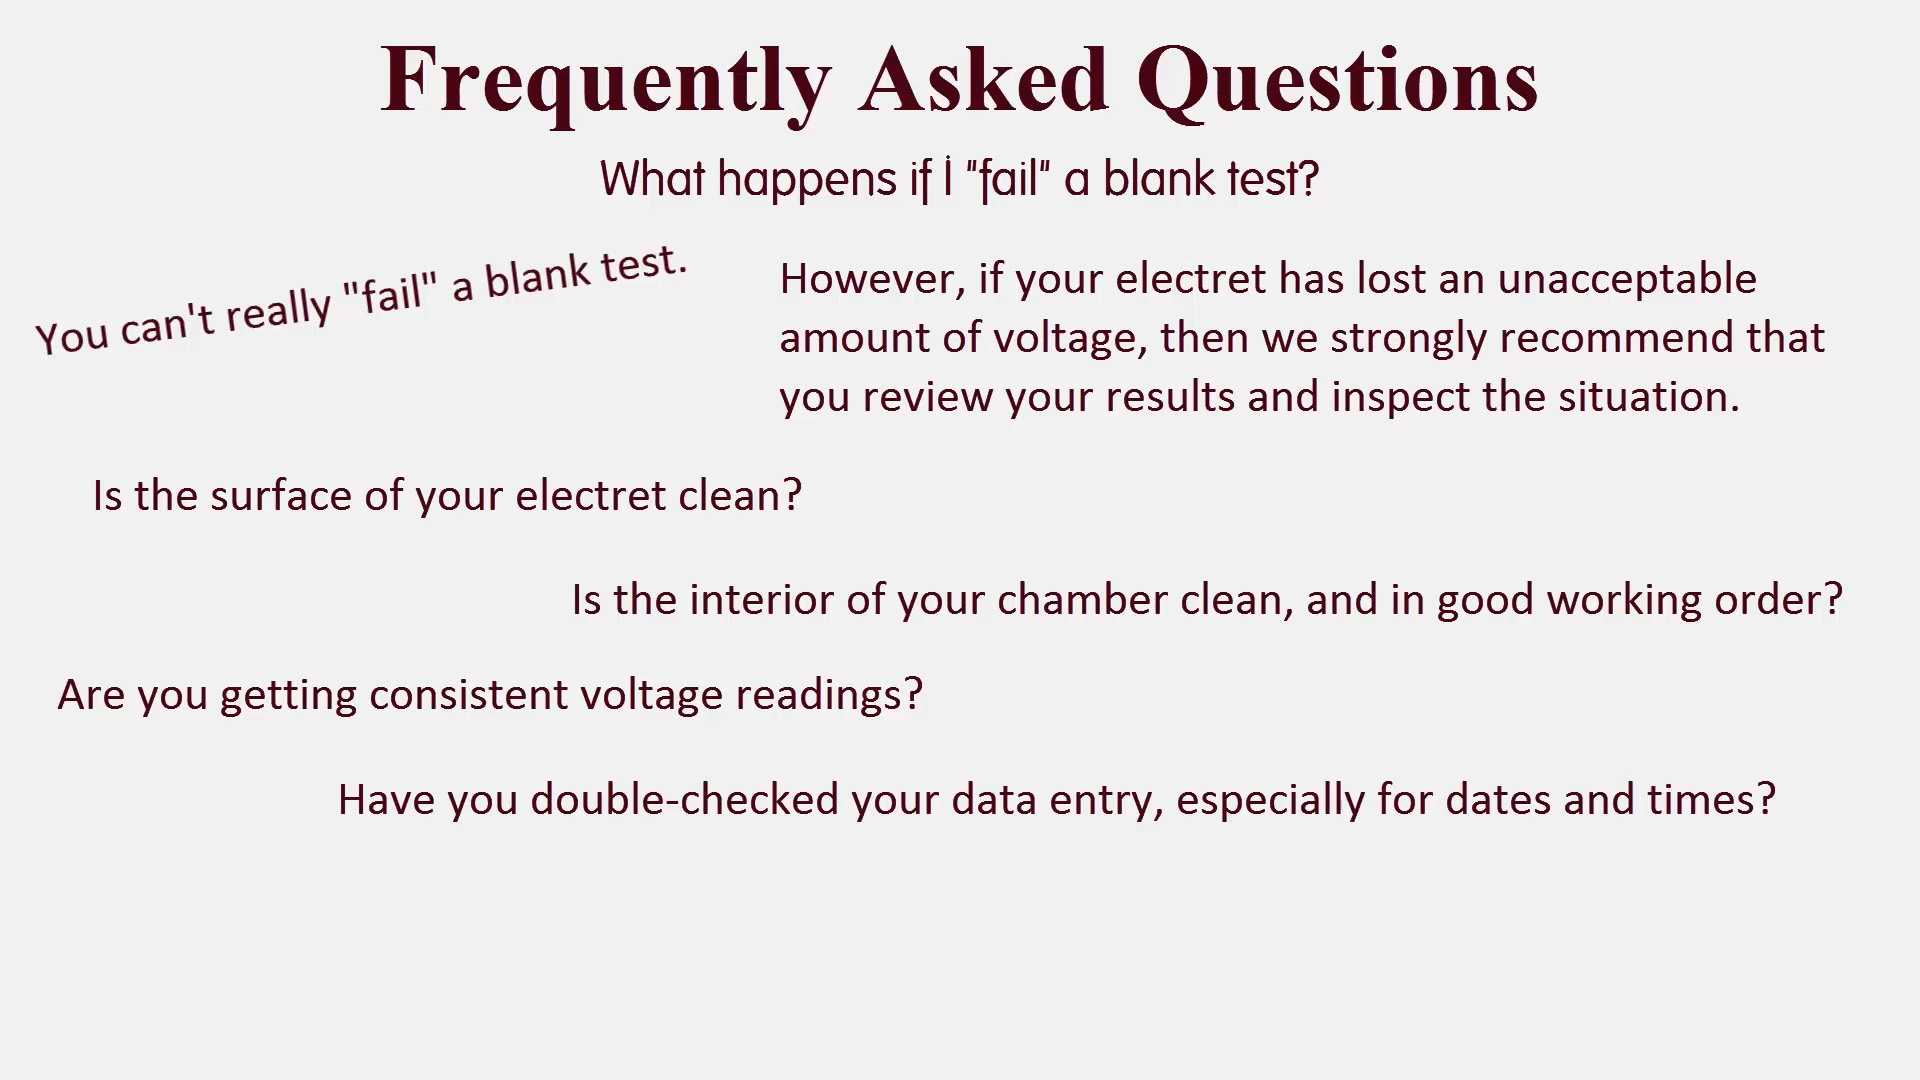 Frequently Asked Questions
What happens if I "fail" a blank test?
You can't really "fail" a blank test.
However, if your electret has lost an unacceptable
amount of voltage, then we strongly recommend that
you review your results and inspect the situation.
Is the surface of your electret clean?
Is the interior of your chamber clean, and in good working order?
Are you getting consistent voltage readings?
Have you double-checked your data entry, especially for dates and times?